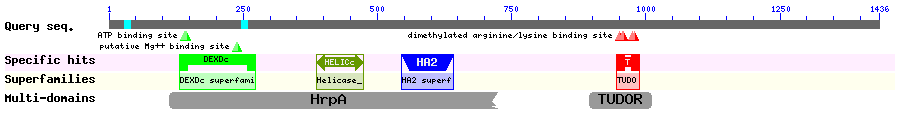 1 250 500 750 1000 1250 1436
Query seq.
ATP binding site
dimethylated arginine/lysine binding site
putative Mg++ binding site
Specific hits DEXDc HELICc HA2 T
Superfamilies DEXDc superfami Helicase_ HA2 superf TUDO
Multi-domains HrpA TUDOR